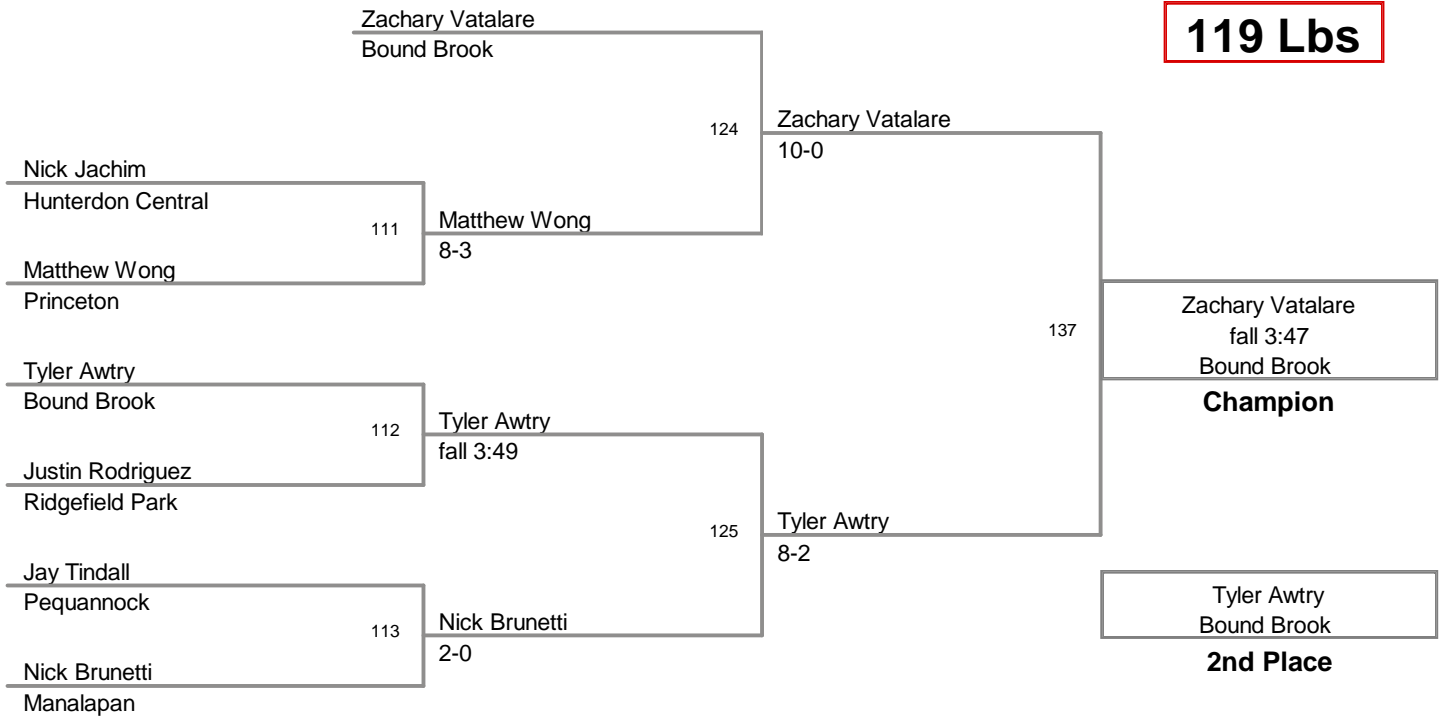 Zachary Vatalare
119 Lbs
Bound Brook
124
Zachary Vatalare
10-0
Nick Jachim
Hunterdon Central
111
Matthew Wong
8-3
Matthew Wong
Princeton
Zachary Vatalare
fall 3:47
Bound Brook
Champion
137
Tyler Awtry
Bound Brook
112
Tyler Awtry
fall 3:49
Justin Rodriguez
Ridgefield Park
125
Tyler Awtry
8-2
Jay Tindall
Pequannock
113
Nick Brunetti
2-0
Nick Brunetti
Manalapan
Tyler Awtry
Bound Brook
2nd Place